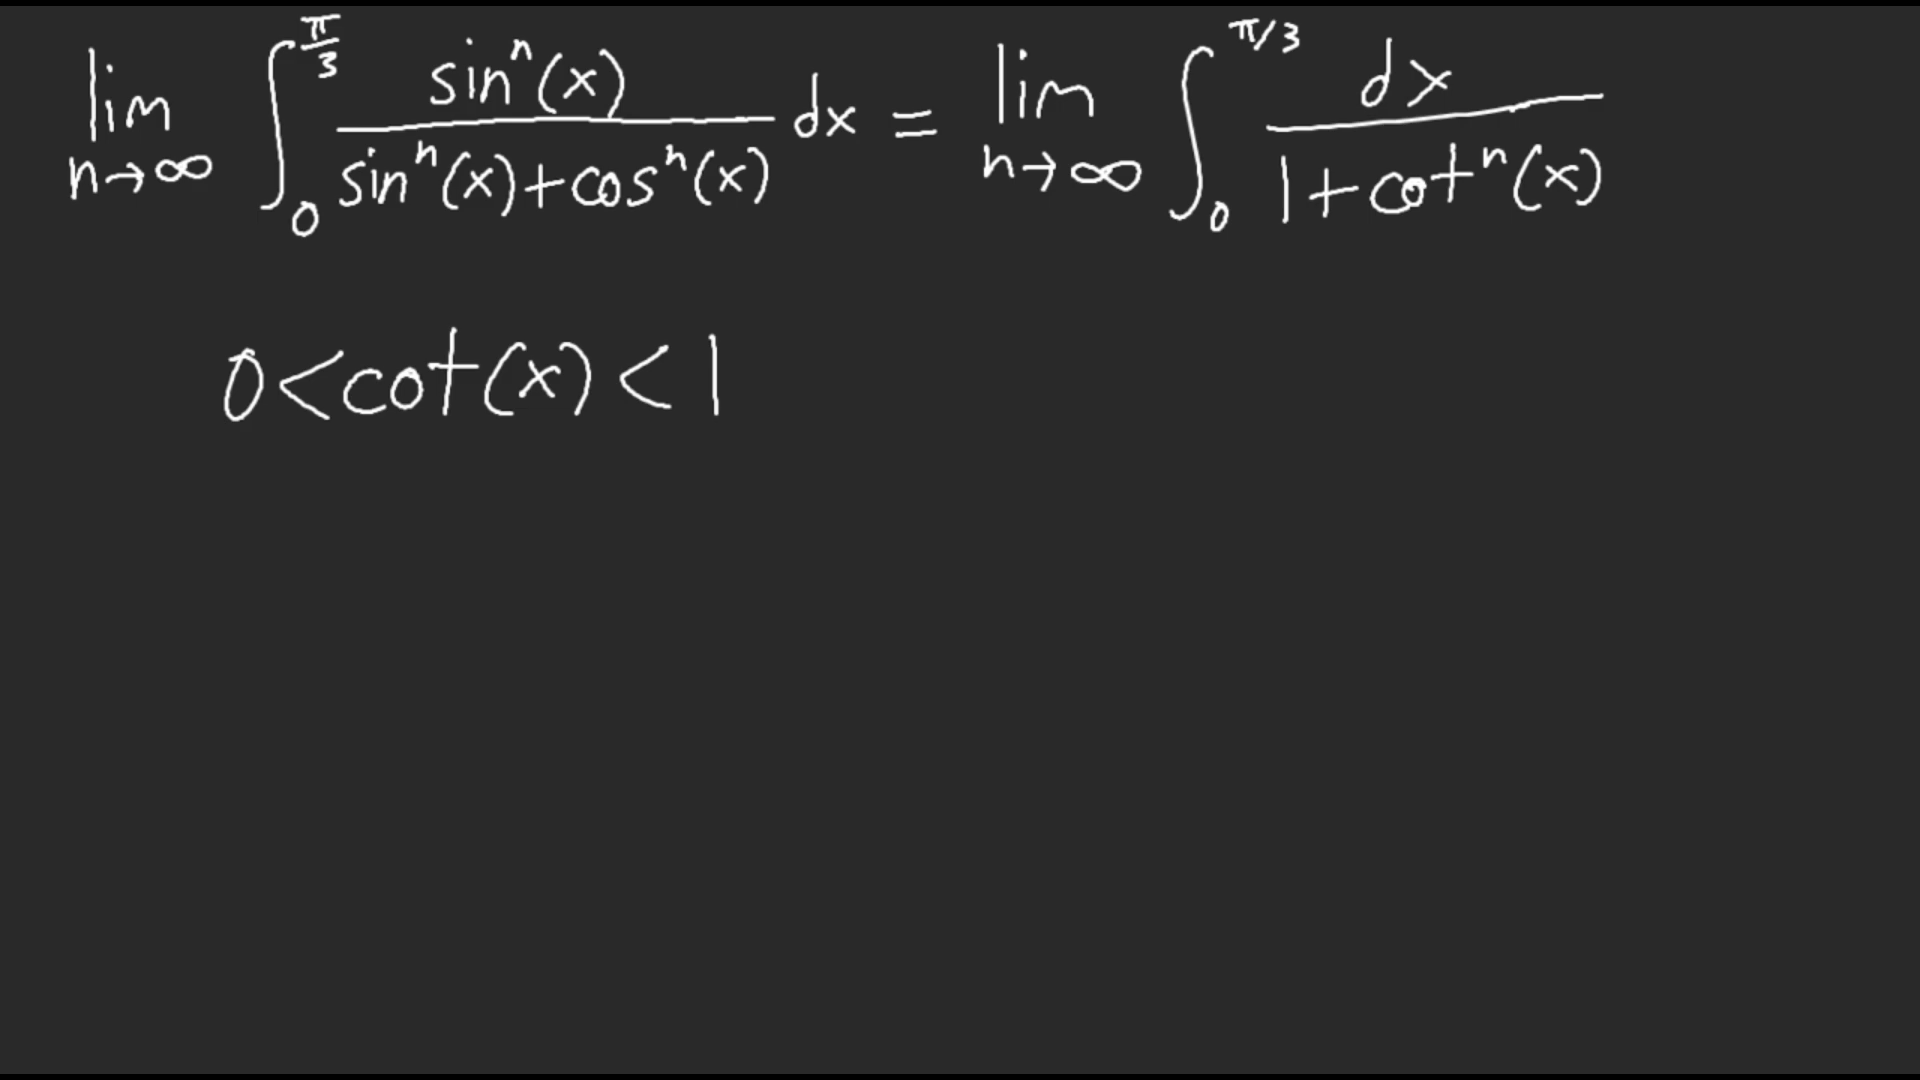 lim n→∞ ∫₀^(π/3) sinⁿ(x) / (sinⁿ(x)+cosⁿ(x)) dx = lim n→∞ ∫₀^(π/3) dx / (1+cotⁿ(x))
0<cot(x)<1